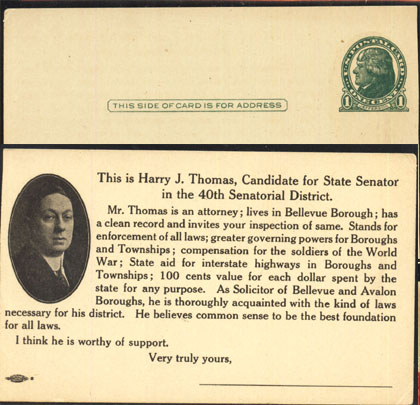 U.S. POSTAL CARD
1 ONE CENT 1
THIS SIDE OF CARD IS FOR ADDRESS
This is Harry J. Thomas, Candidate for State Senator
in the 40th Senatorial District.
Mr. Thomas is an attorney; lives in Bellevue Borough; has
a clean record and invites your inspection of same. Stands for
enforcement of all laws; greater governing powers for Boroughs
and Townships; compensation for the soldiers of the World
War; State aid for interstate highways in Boroughs and
Townships; 100 cents value for each dollar spent by the
state for any purpose. As Solicitor of Bellevue and Avalon
Boroughs, he is thoroughly acquainted with the kind of laws
necessary for his district. He believes common sense to be the best foundation
for all laws.
I think he is worthy of support.
Very truly yours,